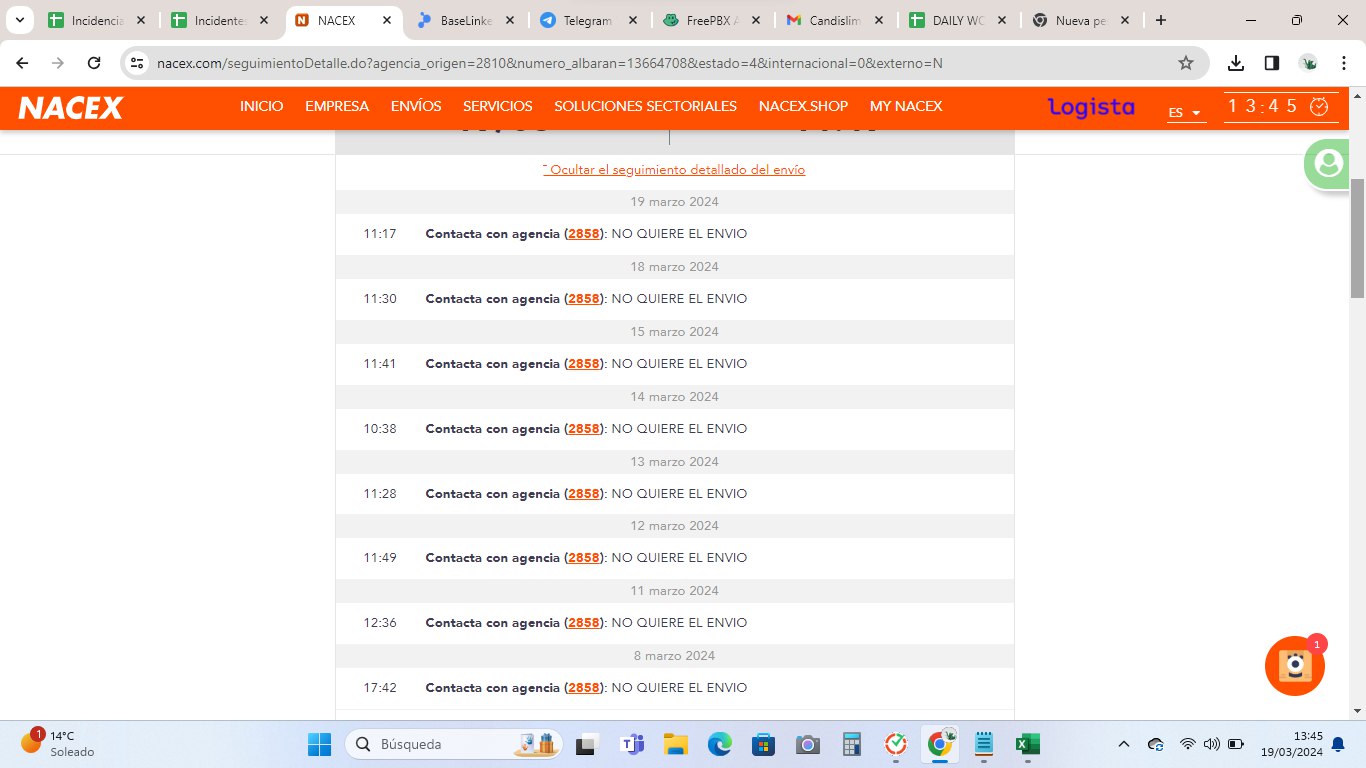 Incidencia
Incidentes
NACEX
BaseLinke
Telegram
FreePBX A
Candislin
DAILY WO
Nueva pe
nacex.com/seguimientoDetalle.do?agencia_origen=2810&numero_albaran=13664708&estado=4&internacional=0&externo=N
NACEX INICIO EMPRESA ENVÍOS SERVICIOS SOLUCIONES SECTORIALES NACEX.SHOP MY NACEX logista ES 13:45
Ocultar el seguimiento detallado del envío
19 marzo 2024
11:17 Contacta con agencia (2858): NO QUIERE EL ENVIO
18 marzo 2024
11:30 Contacta con agencia (2858): NO QUIERE EL ENVIO
15 marzo 2024
11:41 Contacta con agencia (2858): NO QUIERE EL ENVIO
14 marzo 2024
10:38 Contacta con agencia (2858): NO QUIERE EL ENVIO
13 marzo 2024
11:28 Contacta con agencia (2858): NO QUIERE EL ENVIO
12 marzo 2024
11:49 Contacta con agencia (2858): NO QUIERE EL ENVIO
11 marzo 2024
12:36 Contacta con agencia (2858): NO QUIERE EL ENVIO
8 marzo 2024
17:42 Contacta con agencia (2858): NO QUIERE EL ENVIO
1
1
14°C
Soleado
Búsqueda
13:45
19/03/2024